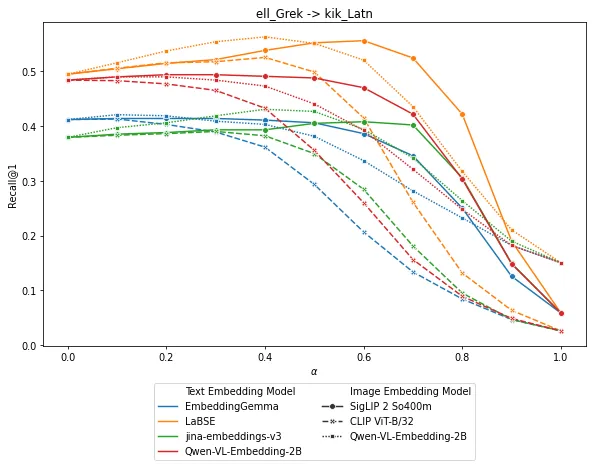 ell_Grek -> kik_Latn
Recall@1
0.5
0.4
0.3
0.2
0.1
0.0
0.0 0.2 0.4 0.6 0.8 1.0
α
Text Embedding Model Image Embedding Model
EmbeddingGemma SigLIP 2 So400m
LaBSE CLIP ViT-B/32
jina-embeddings-v3 Qwen-VL-Embedding-2B
Qwen-VL-Embedding-2B